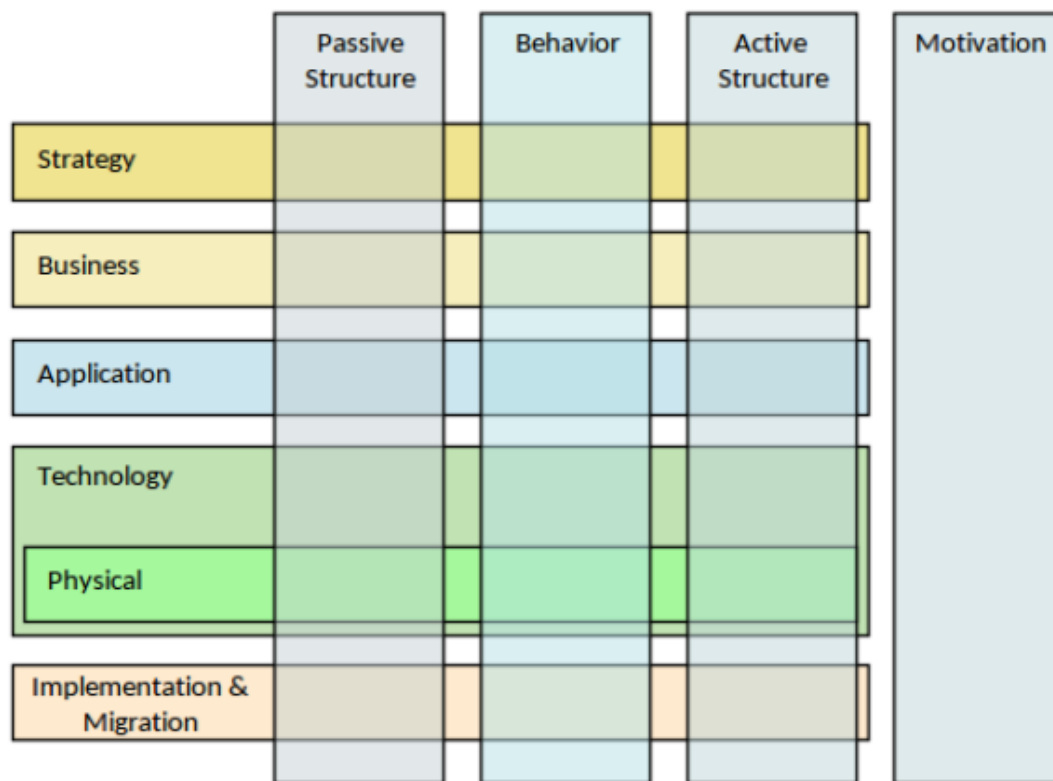 Passive
Structure
Behavior
Active
Structure
Motivation
Strategy
Business
Application
Technology
Physical
Implementation &
Migration